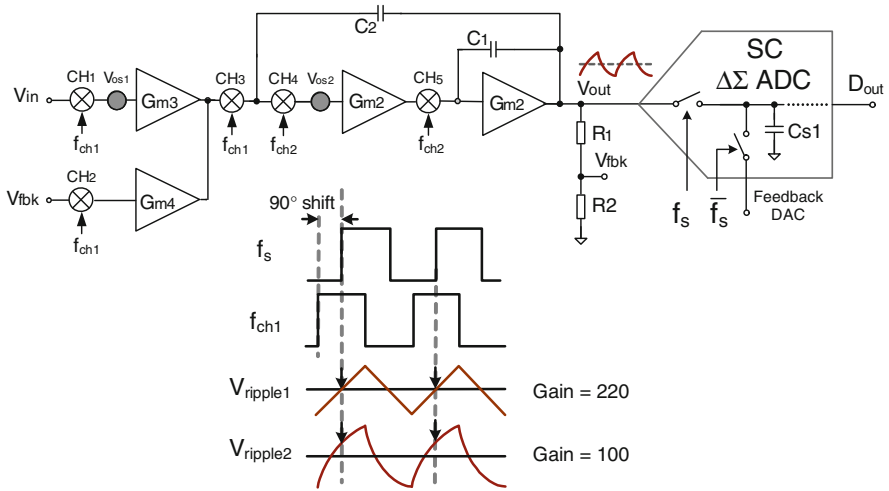 C2
C1
SC
ΔΣ ADC
CH1 Vos1
Gm3
CH3
CH4
Vos2
Gm2
CH5
Gm2
Vout
Dout
Vin
fch1
fch1
fch2
fch2
R1
Vfbk
R2
Cs1
fs
f̅s
Feedback
DAC
CH2
Vfbk
Gm4
fch1
90° shift
fs
fch1
Vripple1
Gain = 220
Vripple2
Gain = 100